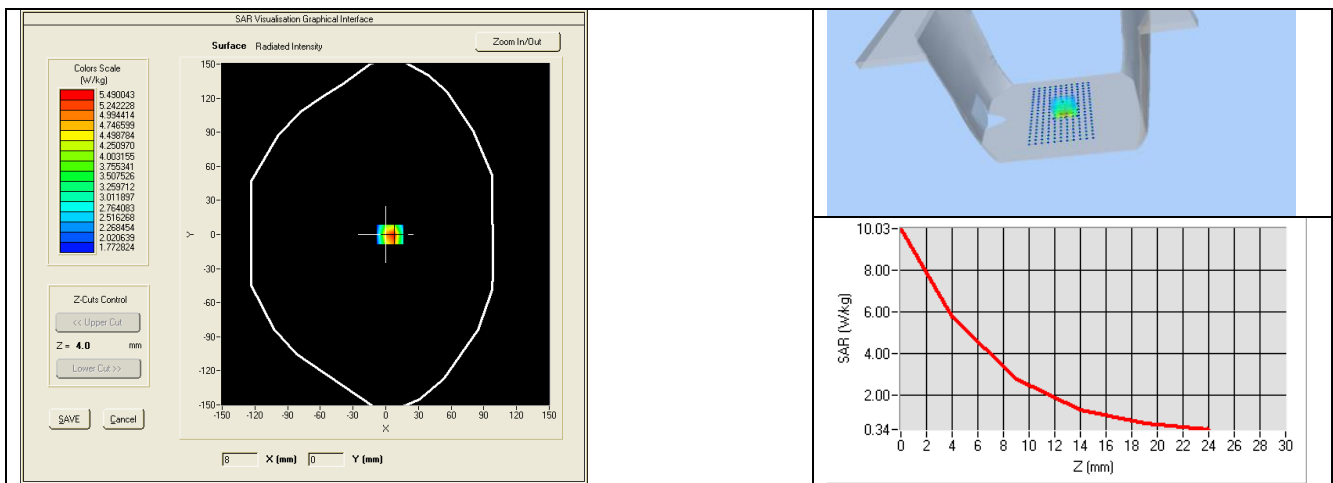 SAR Visualisation Graphical Interface
Surface Radiated Intensity
Zoom In/Out
Colors Scale
(W/kg)
5.490043
5.242228
4.994414
4.746599
4.498784
4.250970
4.003155
3.755341
3.507526
3.259712
3.011897
2.764083
2.516268
2.268454
2.020639
1.772824
Z-Cuts Control
<< Upper Cut
Z = 4.0 mm
Lower Cut >>
SAVE Cancel
150
120
90
60
30
0
-30
-60
-90
-120
-150
Y
-150 -120 -90 -60 -30 0 30 60 90 120 150
X
8 X (mm) 0 Y (mm)
10.03
8.00
6.00
4.00
2.00
0.34
SAR (W/kg)
0 2 4 6 8 10 12 14 16 18 20 22 24 26 28 30
Z (mm)